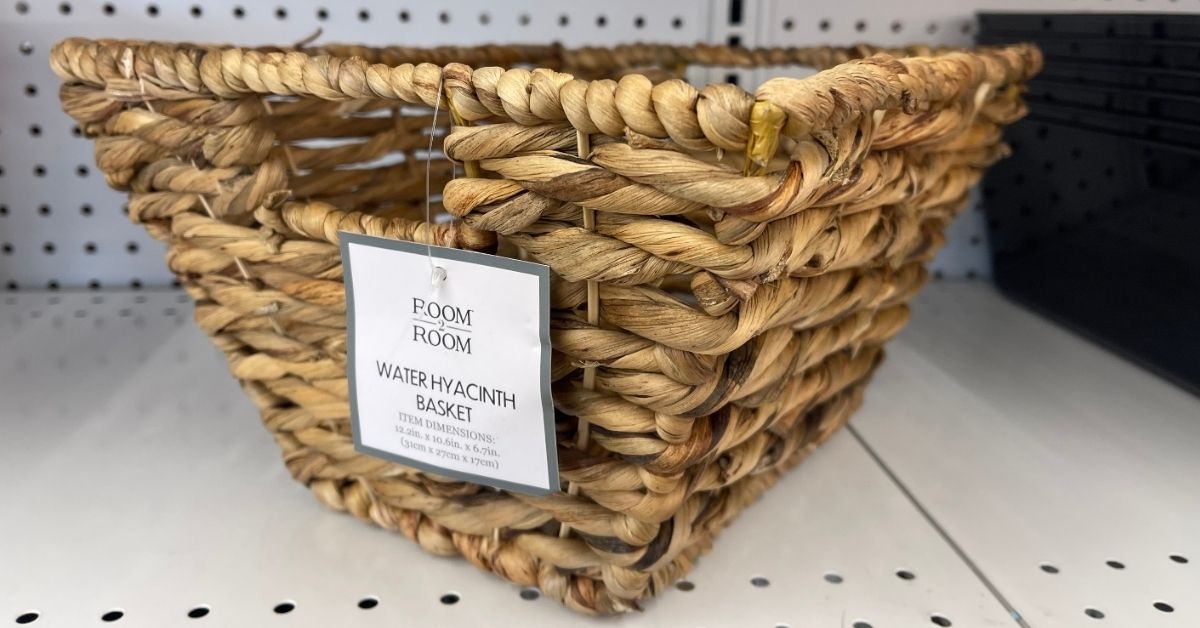 ROOM
2
ROOM
WATER HYACINTH
BASKET
ITEM DIMENSIONS:
12.2in. x 10.6in. x 6.7in.
(31cm x 27cm x 17cm)